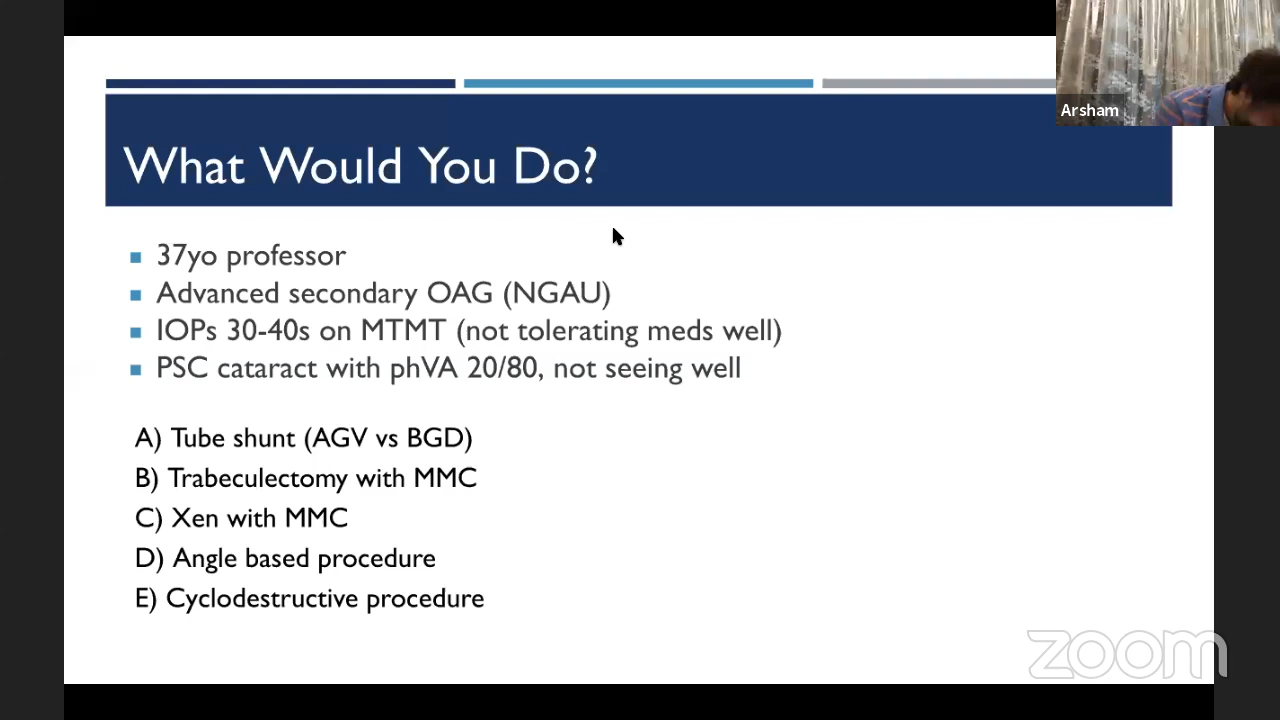 Arsham
What Would You Do?
37yo professor
Advanced secondary OAG (NGAU)
IOPs 30-40s on MTMT (not tolerating meds well)
PSC cataract with phVA 20/80, not seeing well
A) Tube shunt (AGV vs BGD)
B) Trabeculectomy with MMC
C) Xen with MMC
D) Angle based procedure
E) Cyclodestructive procedure
zoom